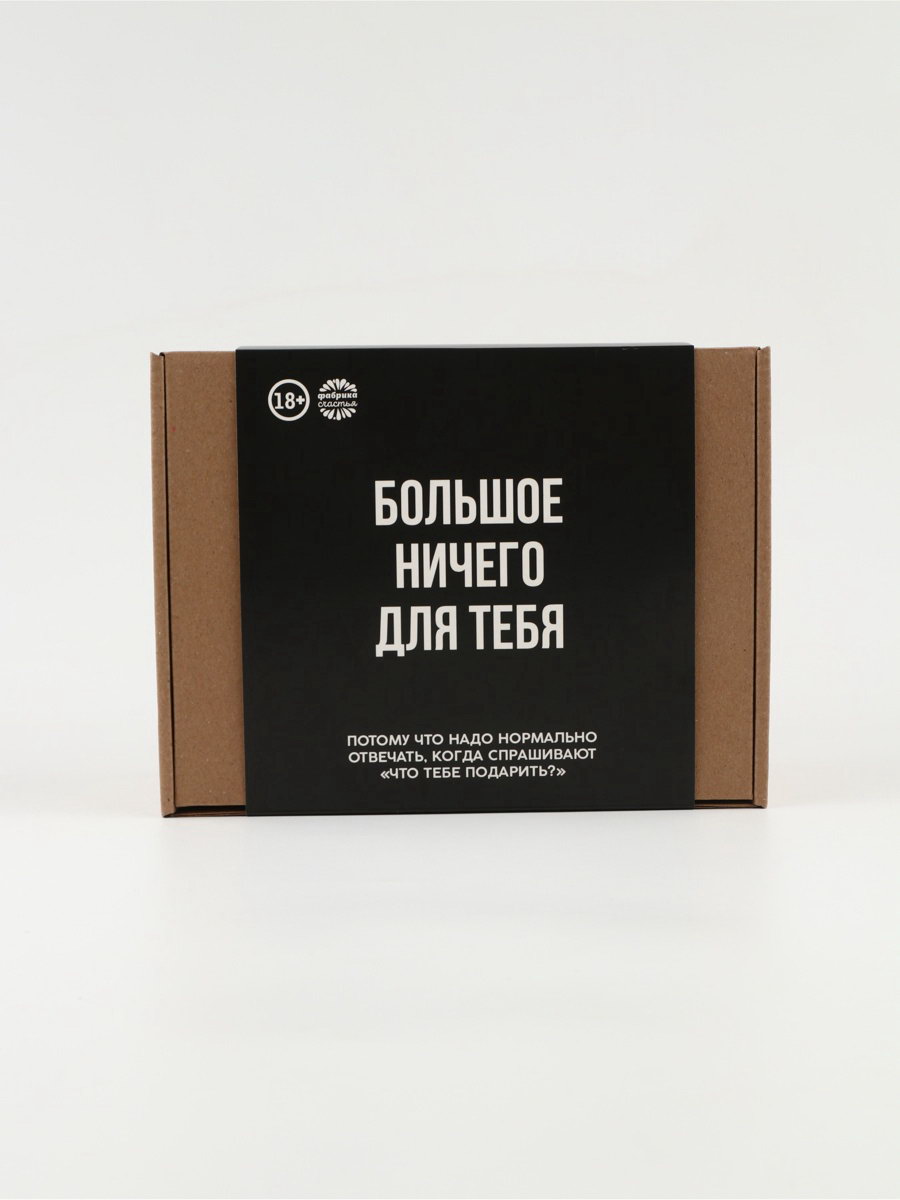 18+
фабрика
счастья
БОЛЬШОЕ
НИЧЕГО
ДЛЯ ТЕБЯ
ПОТОМУ ЧТО НАДО НОРМАЛЬНО
ОТВЕЧАТЬ, КОГДА СПРАШИВАЮТ
«ЧТО ТЕБЕ ПОДАРИТЬ?»